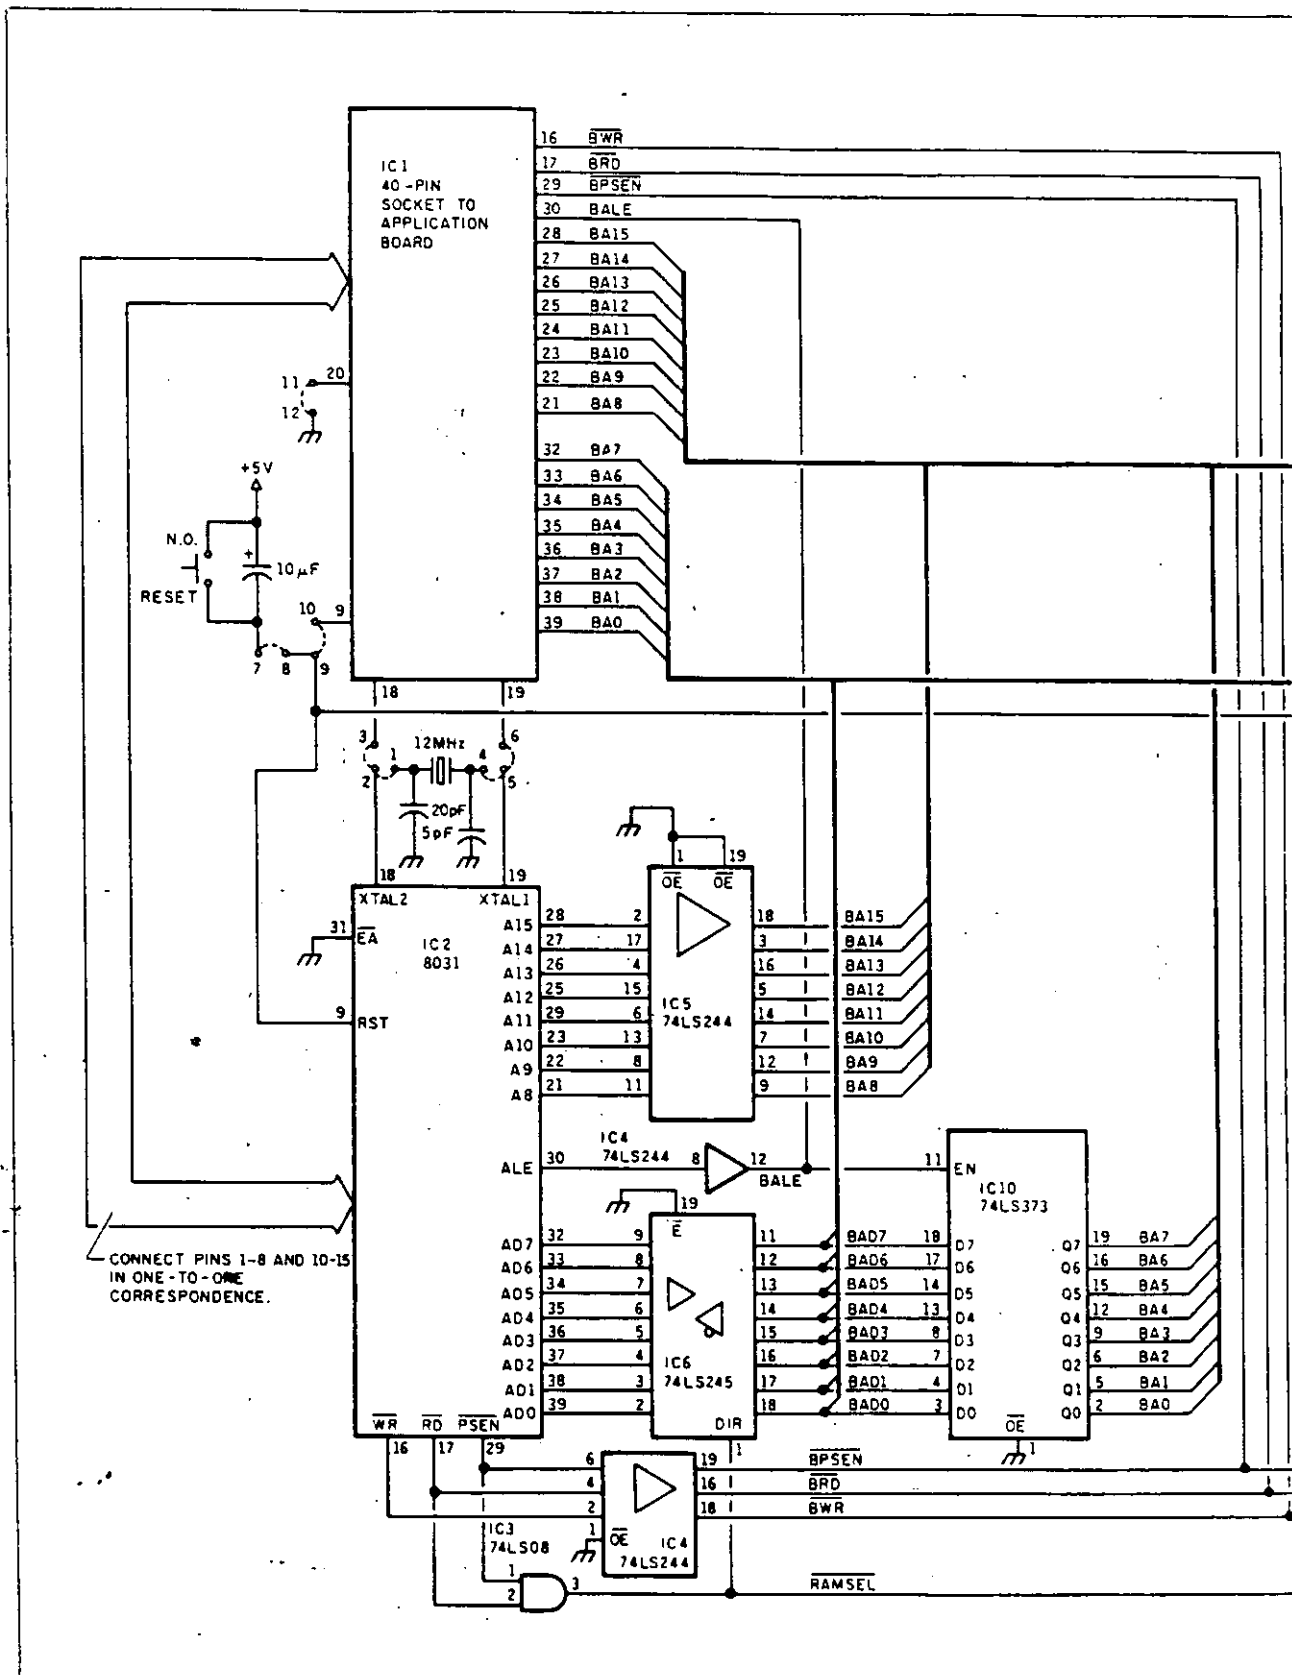 IC1
40-PIN
SOCKET TO
APPLICATION
BOARD
16 BWR
17 BRD
29 BPSEN
30 BALE
28 BA15
27 BA14
26 BA13
25 BA12
24 BA11
23 BA10
22 BA9
21 BA8
32 BA7
33 BA6
34 BA5
35 BA4
36 BA3
37 BA2
38 BA1
39 BA0
11 20
12
+5V
N.O.
+
10µF
RESET
10 9
7 8 9
18 19
3 12MHz 6
1 4
2 5
20pF
5pF
18 19
XTAL2 XTAL1
31 EA
IC2
8031
9 RST
A15 28 2
A14 27 17
A13 26 4
A12 25 15
A11 29 6
A10 23 13
A9 22 8
A8 21 11
1 19
OE OE
IC5
74LS244
18 BA15
3 BA14
16 BA13
5 BA12
14 BA11
7 BA10
12 BA9
9 BA8
IC4
74LS244
ALE 30 8 12
BALE
11 EN
IC10
74LS373
19
E
CONNECT PINS 1-8 AND 10-15
IN ONE-TO-ONE
CORRESPONDENCE.
AD7 32 9 11 BAD7 18 D7 Q7 19 BA7
AD6 33 8 12 BAD6 17 D6 Q6 16 BA6
AD5 34 7 13 BAD5 14 D5 Q5 15 BA5
AD4 35 6 14 BAD4 13 D4 Q4 12 BA4
AD3 36 5 15 BAD3 8 D3 Q3 9 BA3
AD2 37 4 16 BAD2 7 D2 Q2 6 BA2
AD1 38 3 17 BAD1 4 D1 Q1 5 BA1
AD0 39 2 18 BAD0 3 D0 Q0 2 BA0
IC6
74LS245
DIR
1
OE
1
WR RD PSEN
16 17 29
6 19 BPSEN
4 16 BRD
2 18 BWR
1 OE
IC4
74LS244
IC3
74LS08
1
2
3 RAMSEL